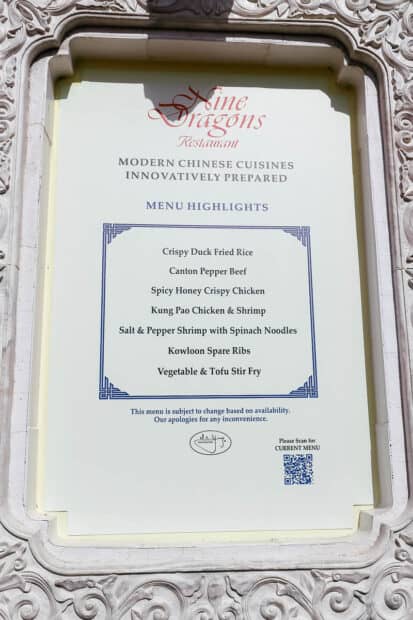 Nine
Dragons
Restaurant
MODERN CHINESE CUISINES
INNOVATIVELY PREPARED
MENU HIGHLIGHTS
Crispy Duck Fried Rice
Canton Pepper Beef
Spicy Honey Crispy Chicken
Kung Pao Chicken & Shrimp
Salt & Pepper Shrimp with Spinach Noodles
Kowloon Spare Ribs
Vegetable & Tofu Stir Fry
This menu is subject to change based on availability.
Our apologies for any inconvenience.
Please Scan for
CURRENT MENU